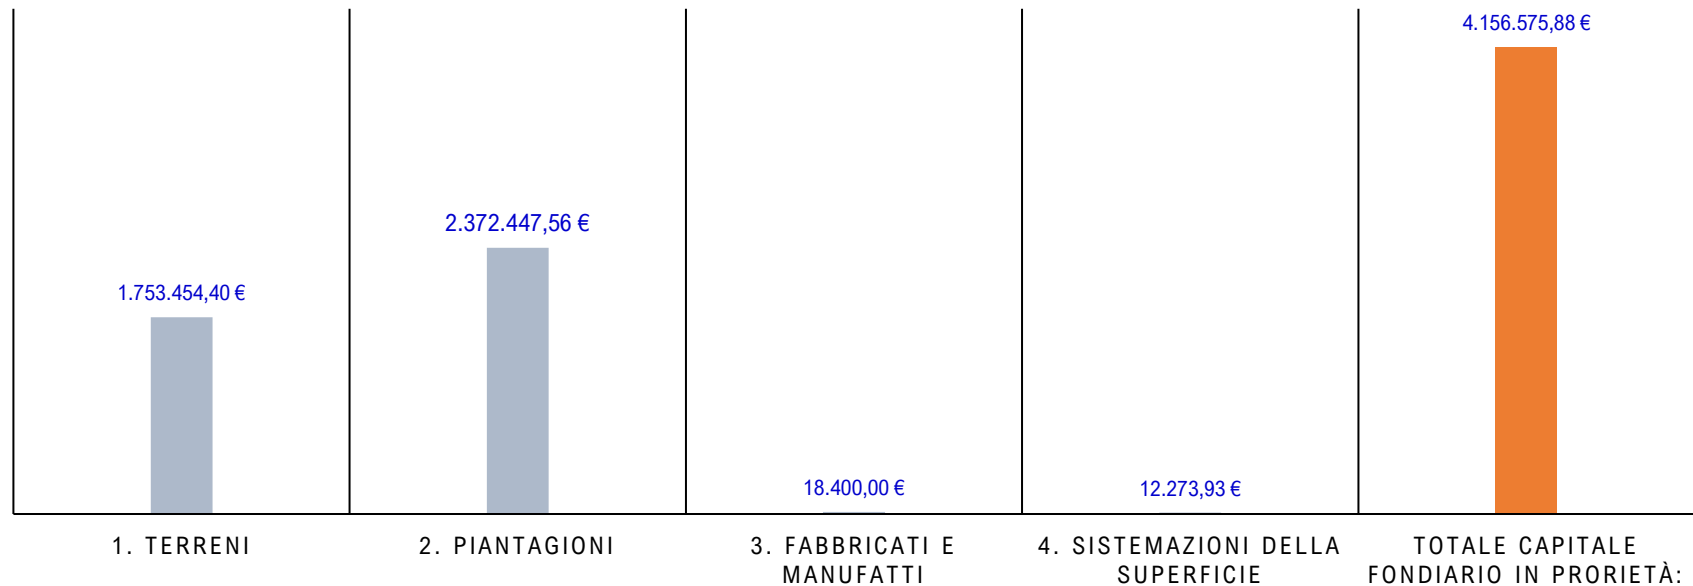 4.156.575,88 €
2.372.447,56 €
1.753.454,40 €
18.400,00 €
12.273,93 €
1. TERRENI
2. PIANTAGIONI
3. FABBRICATI E
MANUFATTI
4. SISTEMAZIONI DELLA
SUPERFICIE
TOTALE CAPITALE
FONDIARIO IN PRORIETÀ: